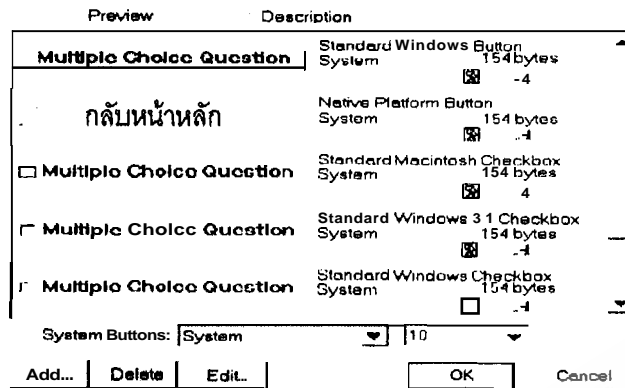 Preview Description
Multiple Choice Question
Standard Windows Button
System 154 bytes
4
กลับหน้าหลัก
Native Platform Button
System 154 bytes
4
Multiple Choice Question
Standard Macintosh Checkbox
System 154 bytes
4
Multiple Choice Question
Standard Windows 3 1 Checkbox
System 154 bytes
4
Multiple Choice Question
Standard Windows Checkbox
System 154 bytes
4
System Buttons: System 10
Add... Delete Edit.. OK Cancel